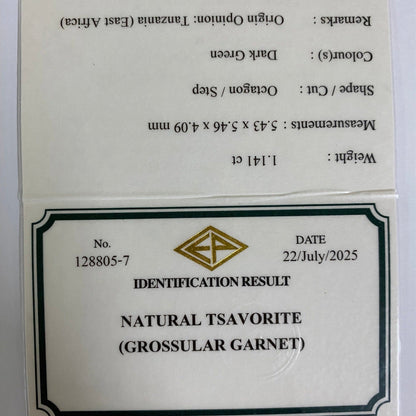 Weight : 1.141 ct
Measurements : 5.43 x 5.46 x 4.09 mm
Shape / Cut : Octagon / Step
Colour(s) : Dark Green
Remarks : Origin Opinion: Tanzania (East Africa)
No.
128805-7
DATE
22/July/2025
IDENTIFICATION RESULT
NATURAL TSAVORITE
(GROSSULAR GARNET)